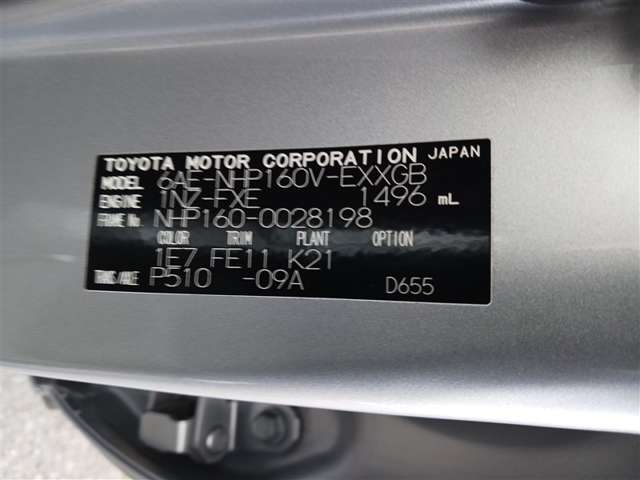 TOYOTA MOTOR CORPORATION JAPAN
MODEL 6AE-NHP160V-EXXGB
ENGINE 1NZ-FXE 1496 mL
FRAME No. NHP160-0028198
COLOR TRIM PLANT OPTION
1E7 FE11 K21
TRANS/AXLE P510 -09A D655